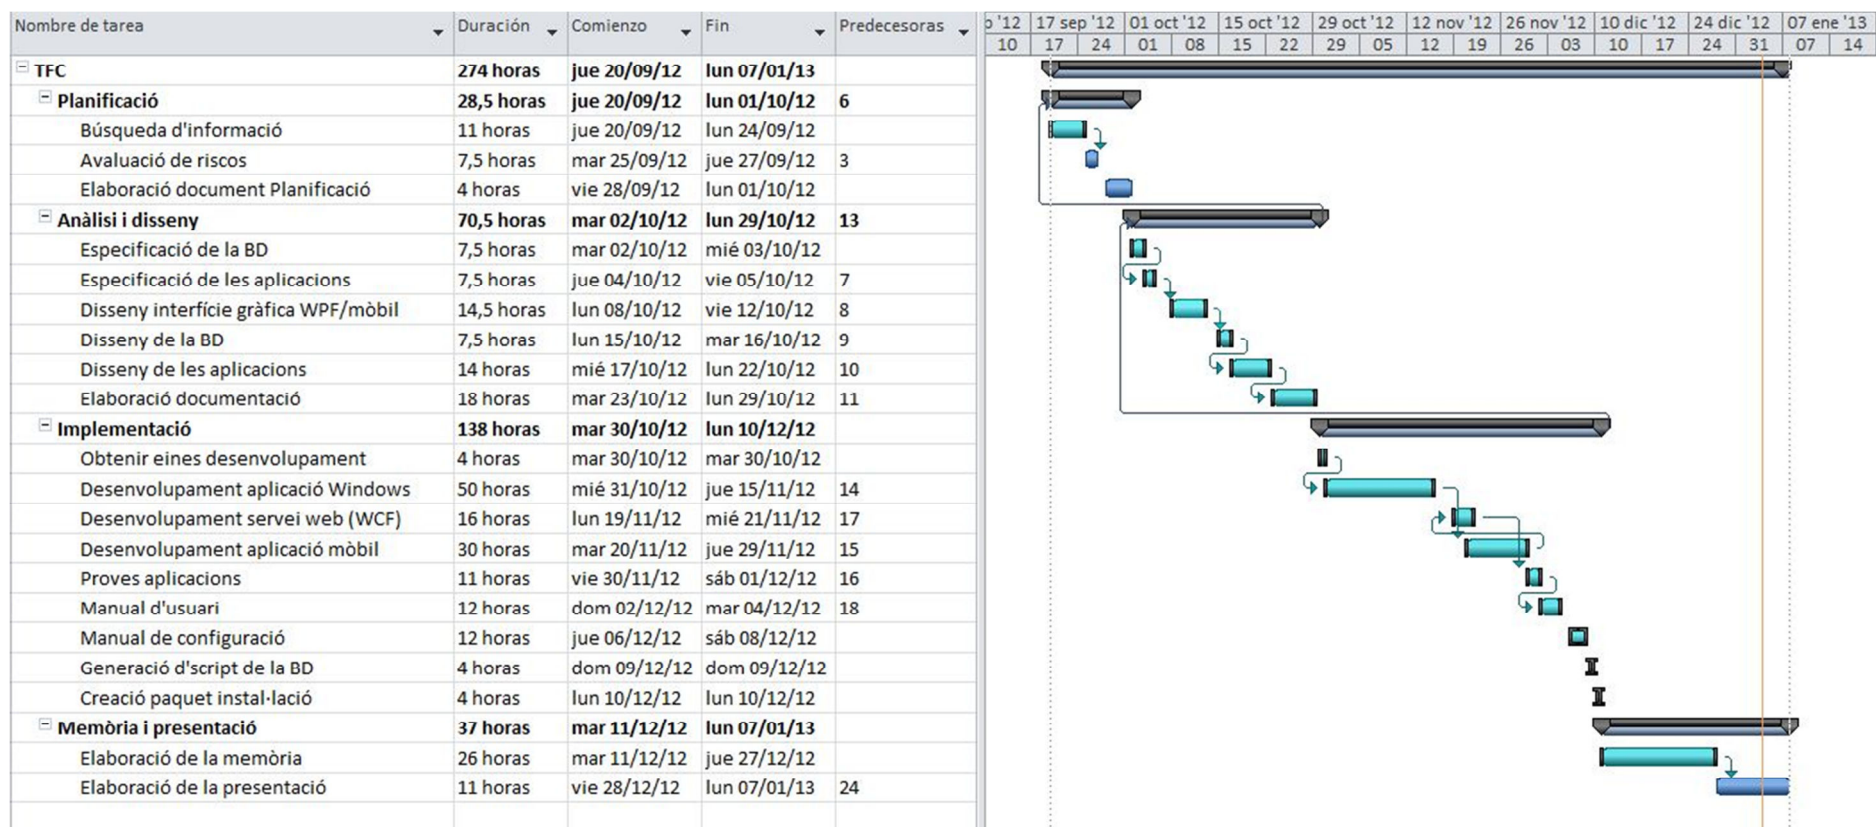 Nombre de tarea Duración Comienzo Fin Predecesoras
'12 17 sep '12 01 oct '12 15 oct '12 29 oct '12 12 nov '12 26 nov '12 10 dic '12 24 dic '12 07 ene '13
10 17 24 01 08 15 22 29 05 12 19 26 03 10 17 24 31 07 14
TFC 274 horas jue 20/09/12 lun 07/01/13
Planificació 28,5 horas jue 20/09/12 lun 01/10/12 6
Búsqueda d'informació 11 horas jue 20/09/12 lun 24/09/12
Avaluació de riscos 7,5 horas mar 25/09/12 jue 27/09/12 3
Elaboració document Planificació 4 horas vie 28/09/12 lun 01/10/12
Anàlisi i disseny 70,5 horas mar 02/10/12 lun 29/10/12 13
Especificació de la BD 7,5 horas mar 02/10/12 mié 03/10/12
Especificació de les aplicacions 7,5 horas jue 04/10/12 vie 05/10/12 7
Disseny interfície gràfica WPF/mòbil 14,5 horas lun 08/10/12 vie 12/10/12 8
Disseny de la BD 7,5 horas lun 15/10/12 mar 16/10/12 9
Disseny de les aplicacions 14 horas mié 17/10/12 lun 22/10/12 10
Elaboració documentació 18 horas mar 23/10/12 lun 29/10/12 11
Implementació 138 horas mar 30/10/12 lun 10/12/12
Obtenir eines desenvolupament 4 horas mar 30/10/12 mar 30/10/12
Desenvolupament aplicació Windows 50 horas mié 31/10/12 jue 15/11/12 14
Desenvolupament servei web (WCF) 16 horas lun 19/11/12 mié 21/11/12 17
Desenvolupament aplicació mòbil 30 horas mar 20/11/12 jue 29/11/12 15
Proves aplicacions 11 horas vie 30/11/12 sáb 01/12/12 16
Manual d'usuari 12 horas dom 02/12/12 mar 04/12/12 18
Manual de configuració 12 horas jue 06/12/12 sáb 08/12/12
Generació d'script de la BD 4 horas dom 09/12/12 dom 09/12/12
Creació paquet instal·lació 4 horas lun 10/12/12 lun 10/12/12
Memòria i presentació 37 horas mar 11/12/12 lun 07/01/13
Elaboració de la memòria 26 horas mar 11/12/12 jue 27/12/12
Elaboració de la presentació 11 horas vie 28/12/12 lun 07/01/13 24